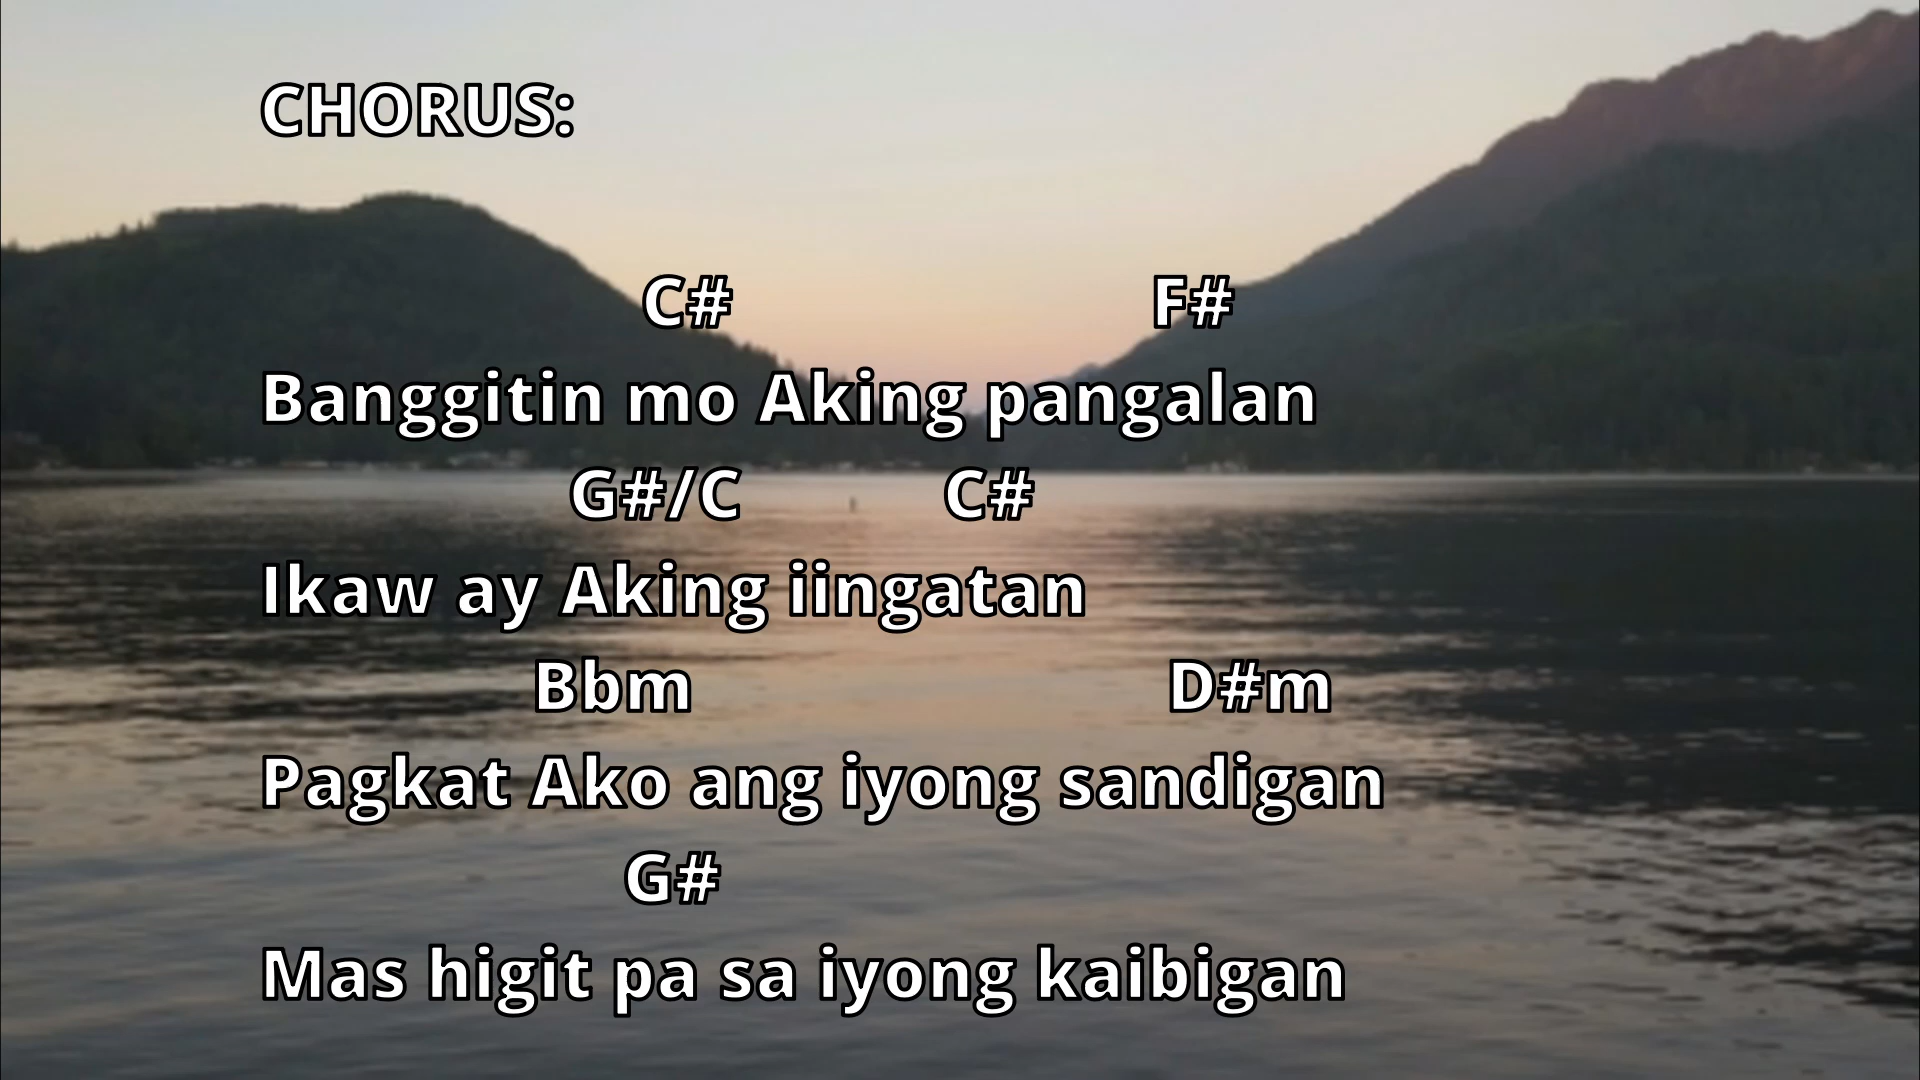 CHORUS:
C# F#
Banggitin mo Aking pangalan
G#/C C#
Ikaw ay Aking iingatan
Bbm D#m
Pagkat Ako ang iyong sandigan
G#
Mas higit pa sa iyong kaibigan